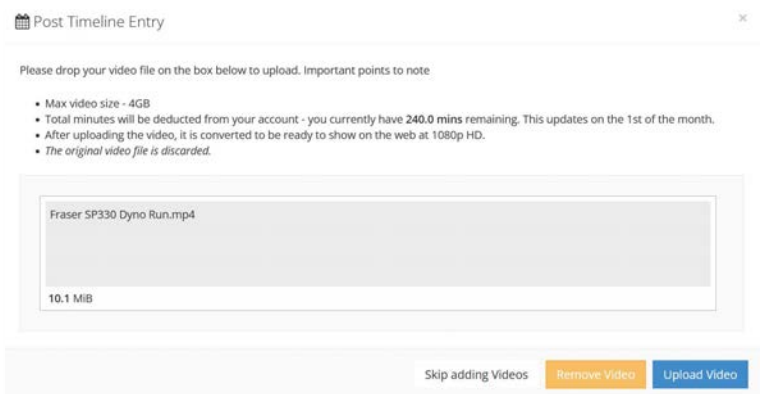 Post Timeline Entry
×
Please drop your video file on the box below to upload. Important points to note
• Max video size - 4GB
• Total minutes will be deducted from your account - you currently have 240.0 mins remaining. This updates on the 1st of the month.
• After uploading the video, it is converted to be ready to show on the web at 1080p HD.
• The original video file is discarded.
Fraser SP330 Dyno Run.mp4
10.1 MiB
Skip adding Videos Remove Video Upload Video